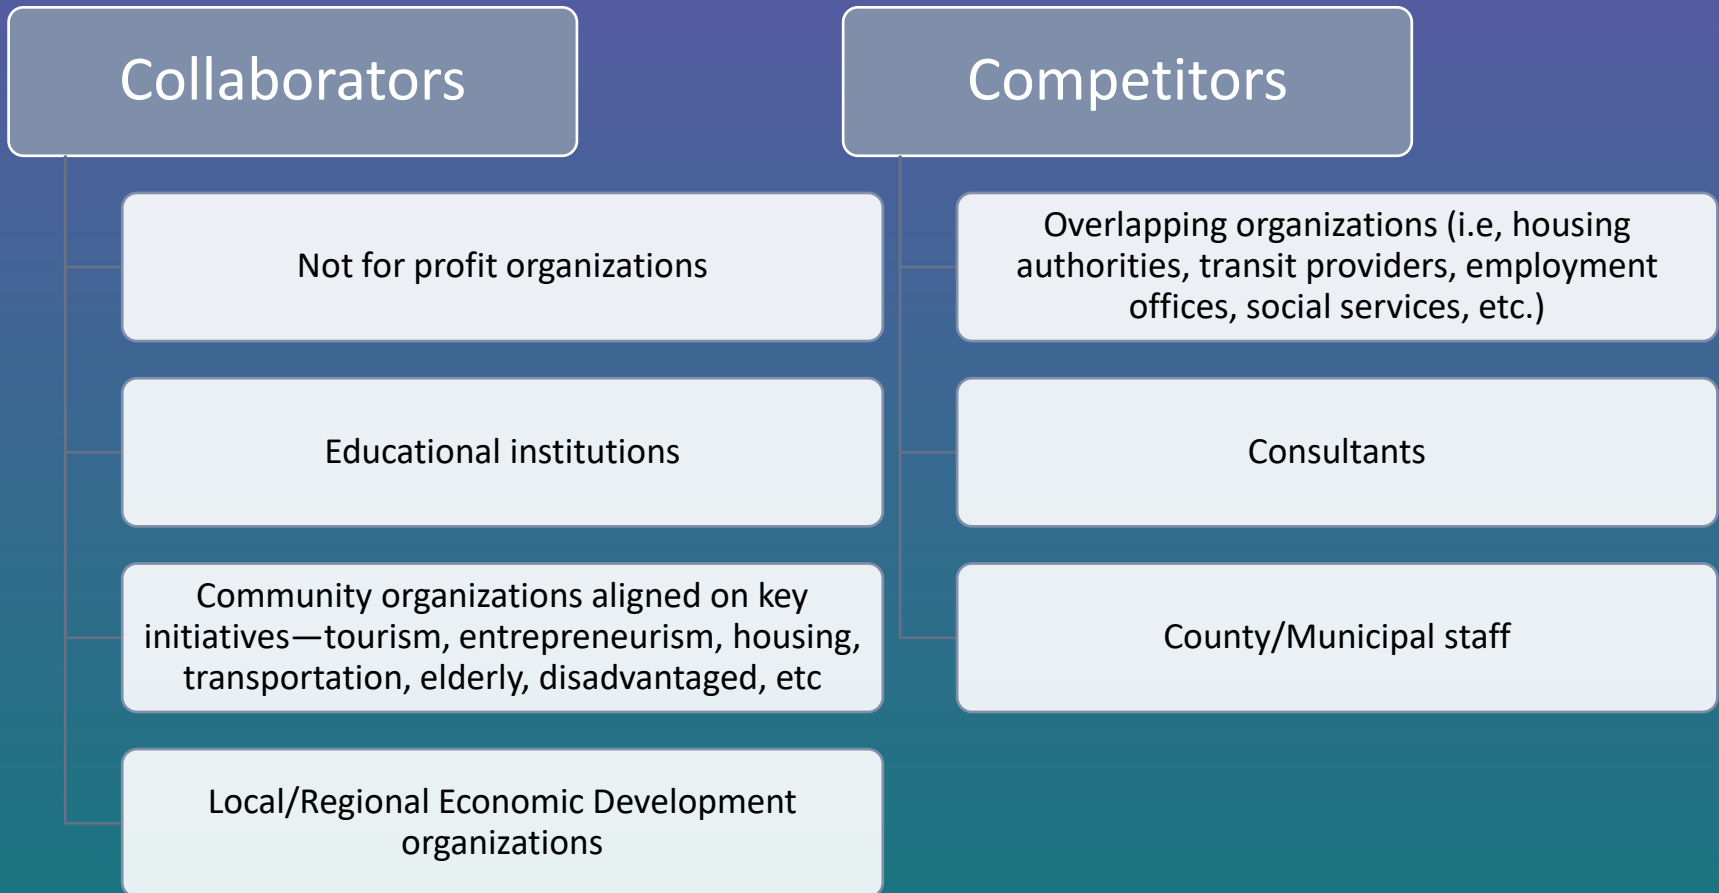 Collaborators
Not for profit organizations
Educational institutions
Community organizations aligned on key
initiatives—tourism, entrepreneurism, housing,
transportation, elderly, disadvantaged, etc
Local/Regional Economic Development
organizations
Competitors
Overlapping organizations (i.e, housing
authorities, transit providers, employment
offices, social services, etc.)
Consultants
County/Municipal staff